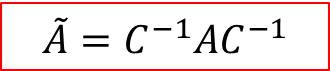 Ã = C⁻¹AC⁻¹